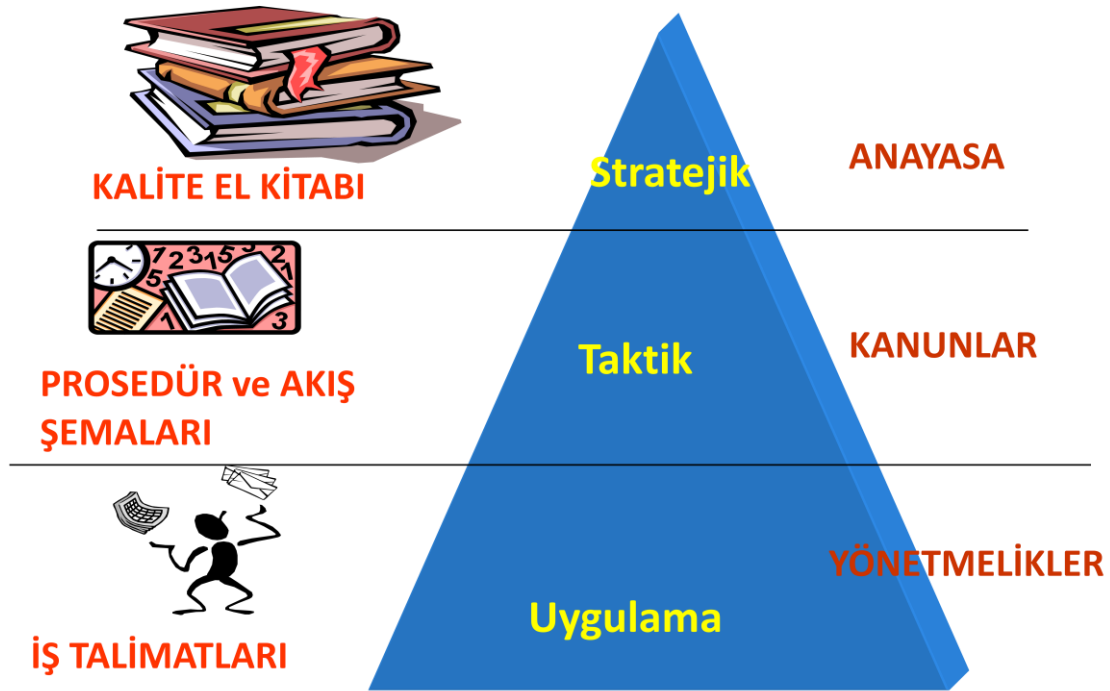 KALİTE EL KİTABI
Stratejik
ANAYASA
PROSEDÜR ve AKIŞ
ŞEMALARI
Taktik
KANUNLAR
İŞ TALİMATLARI
Uygulama
YÖNETMELİKLER